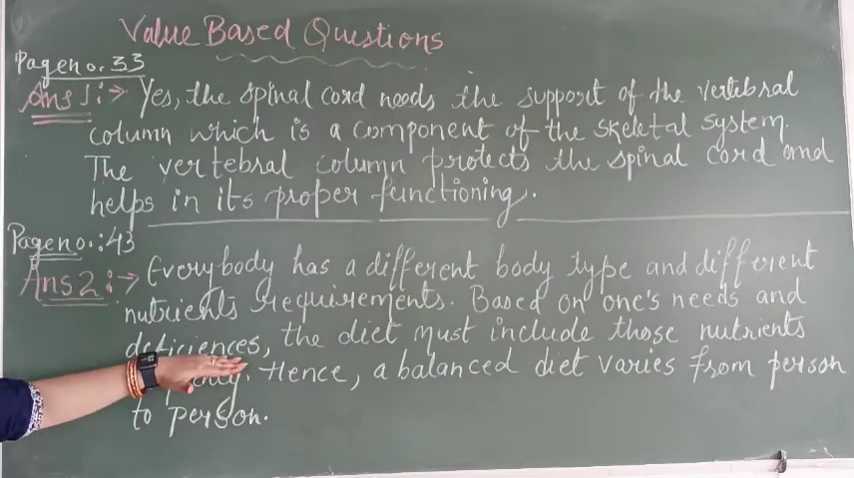 Value Based Questions
Page no. 33
Ans 1:→ Yes, the spinal cord needs the support of the vertebral
column which is a component of the skeletal system.
The vertebral column protects the spinal cord and
helps in its proper functioning.
Page no.:43
Ans 2:→ Everybody has a different body type and different
nutrients requirements. Based on one's needs and
deficiences, the diet must include those nutrients
Hence, a balanced diet varies from person
to person.